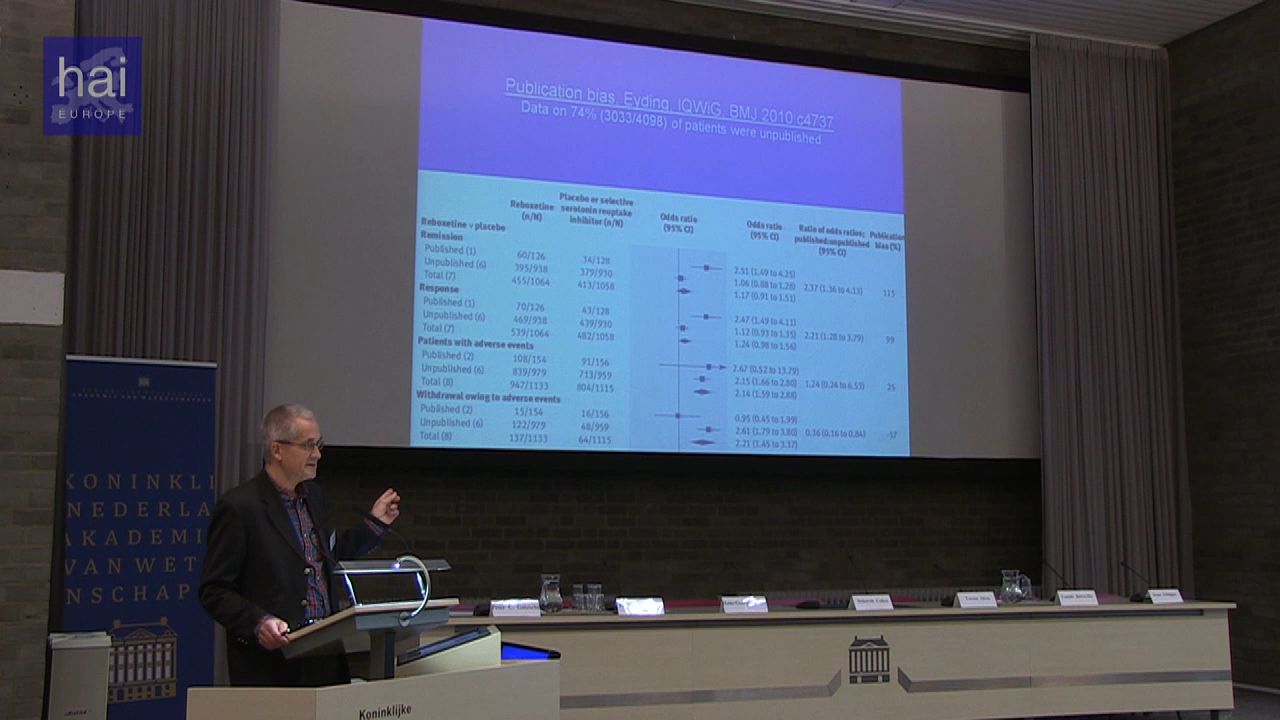 hai
EUROPE
Publication bias, Eyding, IQWiG, BMJ 2010:c4737
Data on 74% (3033/4098) of patients were unpublished
Reboxetine v placebo
Reboxetine (n/N)
Placebo or selective serotonin reuptake inhibitor (n/N)
Odds ratio (95% CI)
Odds ratio (95% CI)
Ratio of odds ratios; published:unpublished (95% CI)
Publication bias (%)
Remission
Published (1) 60/126 34/128 2.51 (1.49 to 4.25)
Unpublished (6) 395/938 379/930 1.06 (0.88 to 1.28) 2.37 (1.36 to 4.13) 115
Total (7) 455/1064 413/1058 1.17 (0.91 to 1.51)
Response
Published (1) 70/126 43/128 2.47 (1.49 to 4.11)
Unpublished (6) 469/938 439/930 1.12 (0.93 to 1.35) 2.21 (1.28 to 3.79) 99
Total (7) 539/1064 482/1058 1.24 (0.98 to 1.56)
Patients with adverse events
Published (2) 108/154 91/156 2.67 (0.52 to 13.79)
Unpublished (6) 839/979 713/959 2.15 (1.66 to 2.80) 1.24 (0.24 to 6.53) 25
Total (8) 947/1133 804/1115 2.14 (1.59 to 2.88)
Withdrawal owing to adverse events
Published (2) 15/154 16/156 0.95 (0.45 to 1.99)
Unpublished (6) 122/979 48/959 2.61 (1.79 to 3.80) 0.36 (0.16 to 0.84) -57
Total (8) 137/1133 64/1115 2.21 (1.45 to 3.37)
KONINKLI
NEDERLA
AKADEMI
VAN WET
NSCHAP
Koninklijke